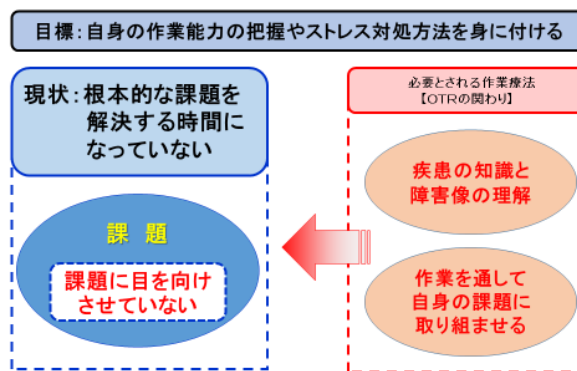 目標：自身の作業能力の把握やストレス対処方法を身に付ける
現状：根本的な課題を
解決する時間に
なっていない
課 題
課題に目を向け
させていない
必要とされる作業療法
【OTRの関わり】
疾患の知識と
障害像の理解
作業を通して
自身の課題に
取り組ませる